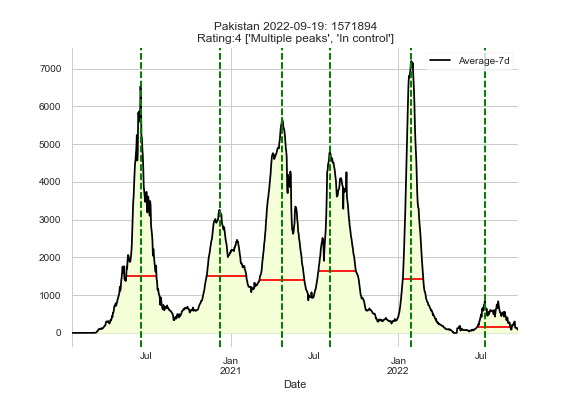 Pakistan 2022-09-19: 1571894
Rating:4 ['Multiple peaks', 'In control']
Average-7d
7000
6000
5000
4000
3000
2000
1000
0
Jul
Jan
2021
Jul
Jan
2022
Jul
Date